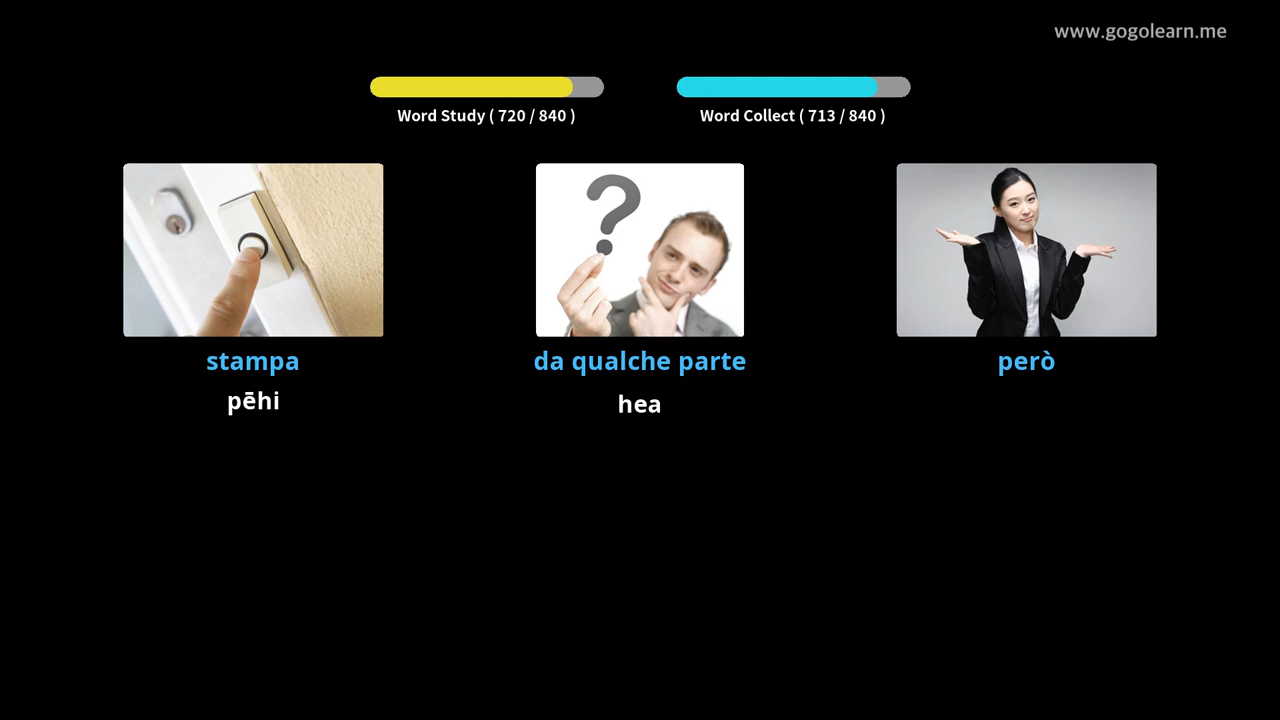 www.gogolearn.me
Word Study ( 720 / 840 )
Word Collect ( 713 / 840 )
stampa
da qualche parte
però
pēhi
hea